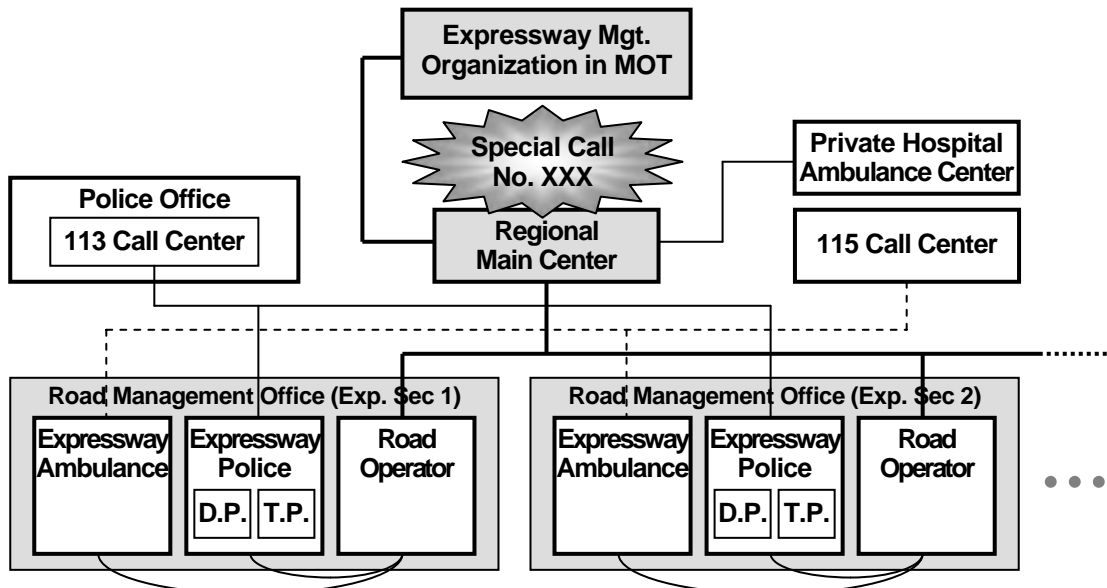 Expressway Mgt.
Organization in MOT
Special Call
No. XXX
Private Hospital
Ambulance Center
Police Office
113 Call Center
Regional
Main Center
115 Call Center
Road Management Office (Exp. Sec 1)
Expressway
Ambulance
Expressway
Police
D.P.
T.P.
Road
Operator
Road Management Office (Exp. Sec 2)
Expressway
Ambulance
Expressway
Police
D.P.
T.P.
Road
Operator